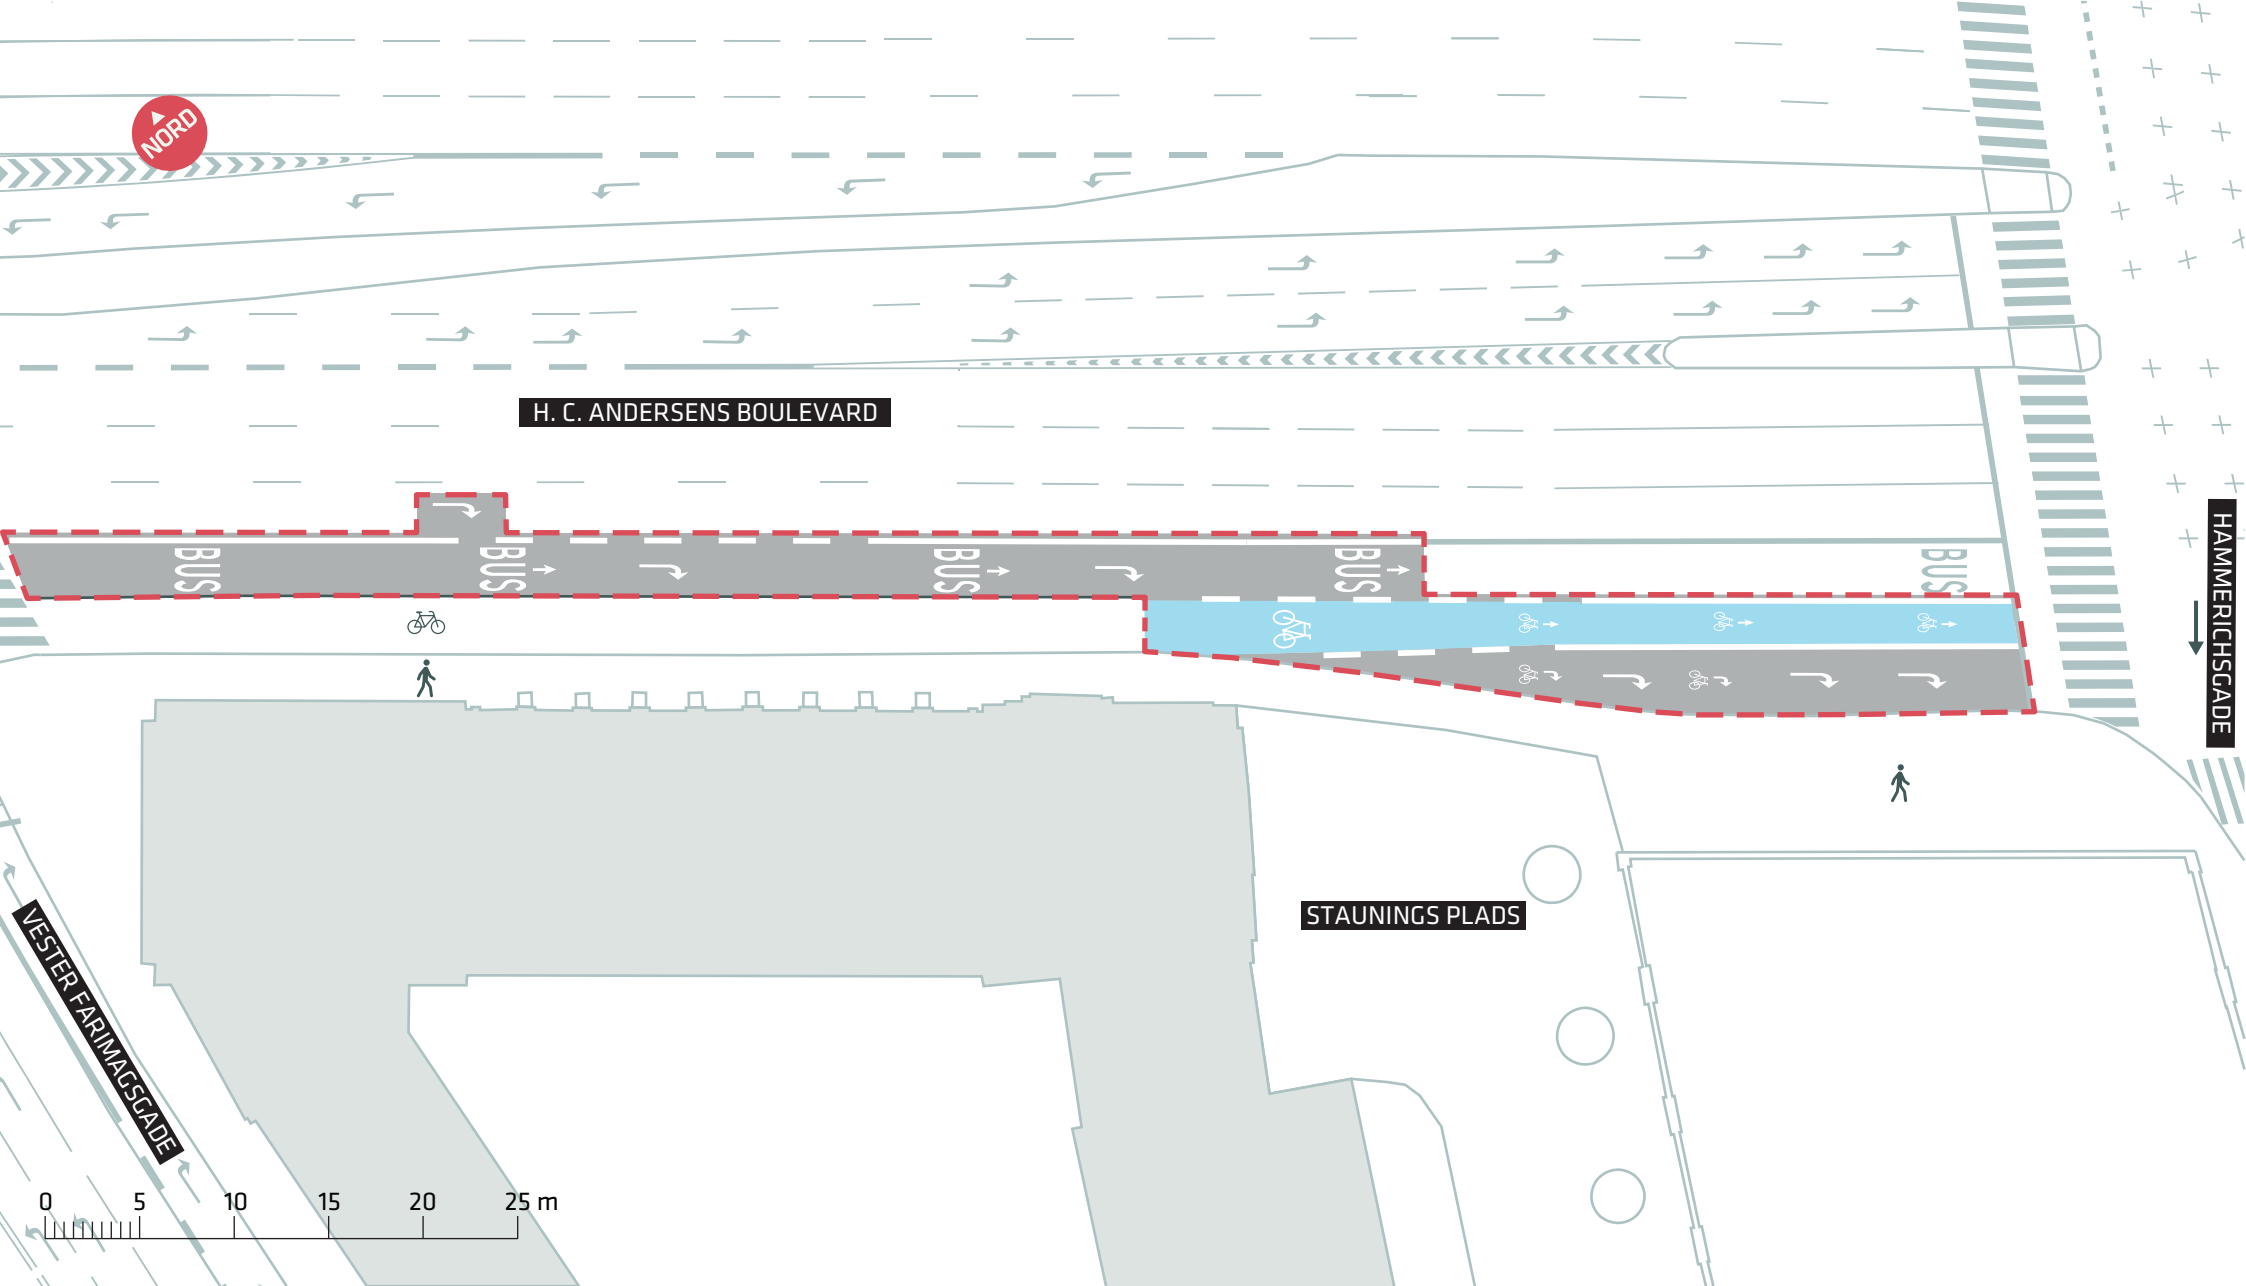 NORD
H. C. ANDERSENS BOULEVARD
BUS
BUS
BUS
BUS
BUS
HAMMERICHSGADE
STAUNINGS PLADS
VESTER FARIMAGSGADE
0 5 10 15 20 25 m